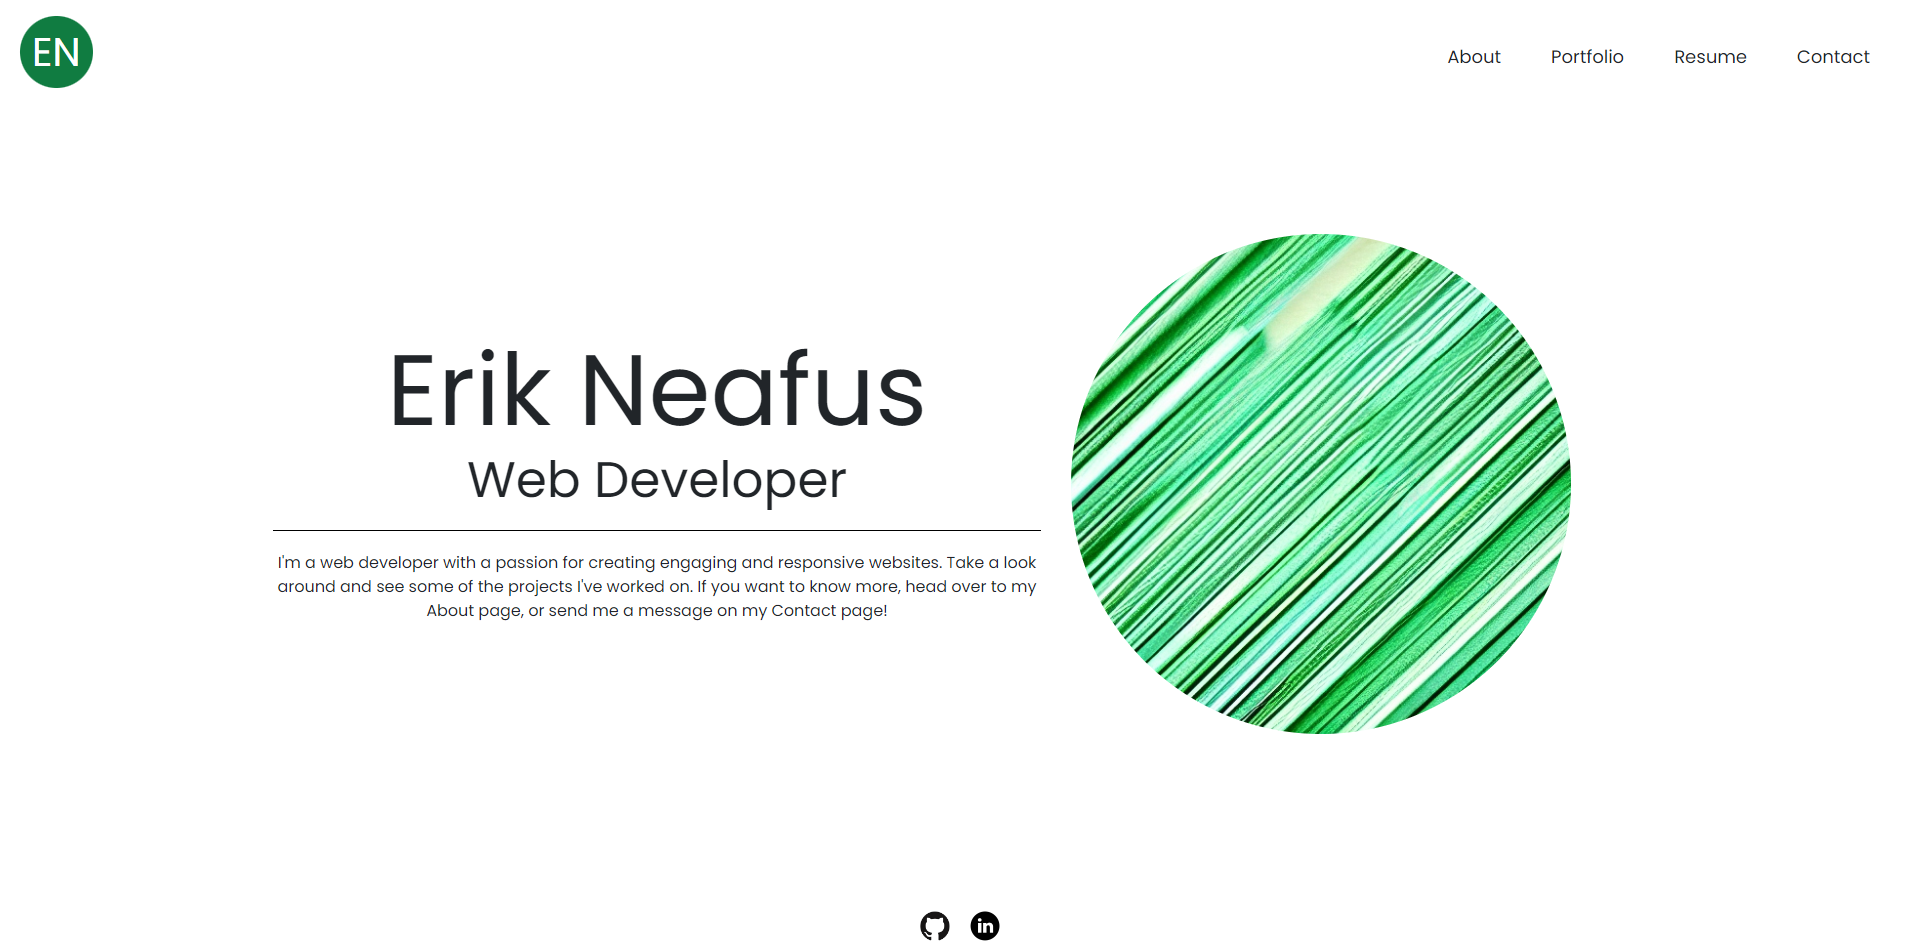 EN
About
Portfolio
Resume
Contact
Erik Neafus
Web Developer
I'm a web developer with a passion for creating engaging and responsive websites. Take a look
around and see some of the projects I've worked on. If you want to know more, head over to my
About page, or send me a message on my Contact page!
in